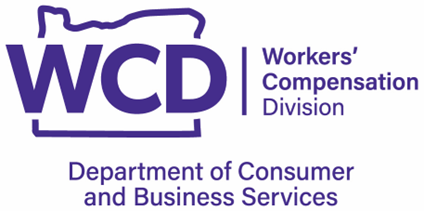 WCD
Workers’
Compensation
Division
Department of Consumer
and Business Services